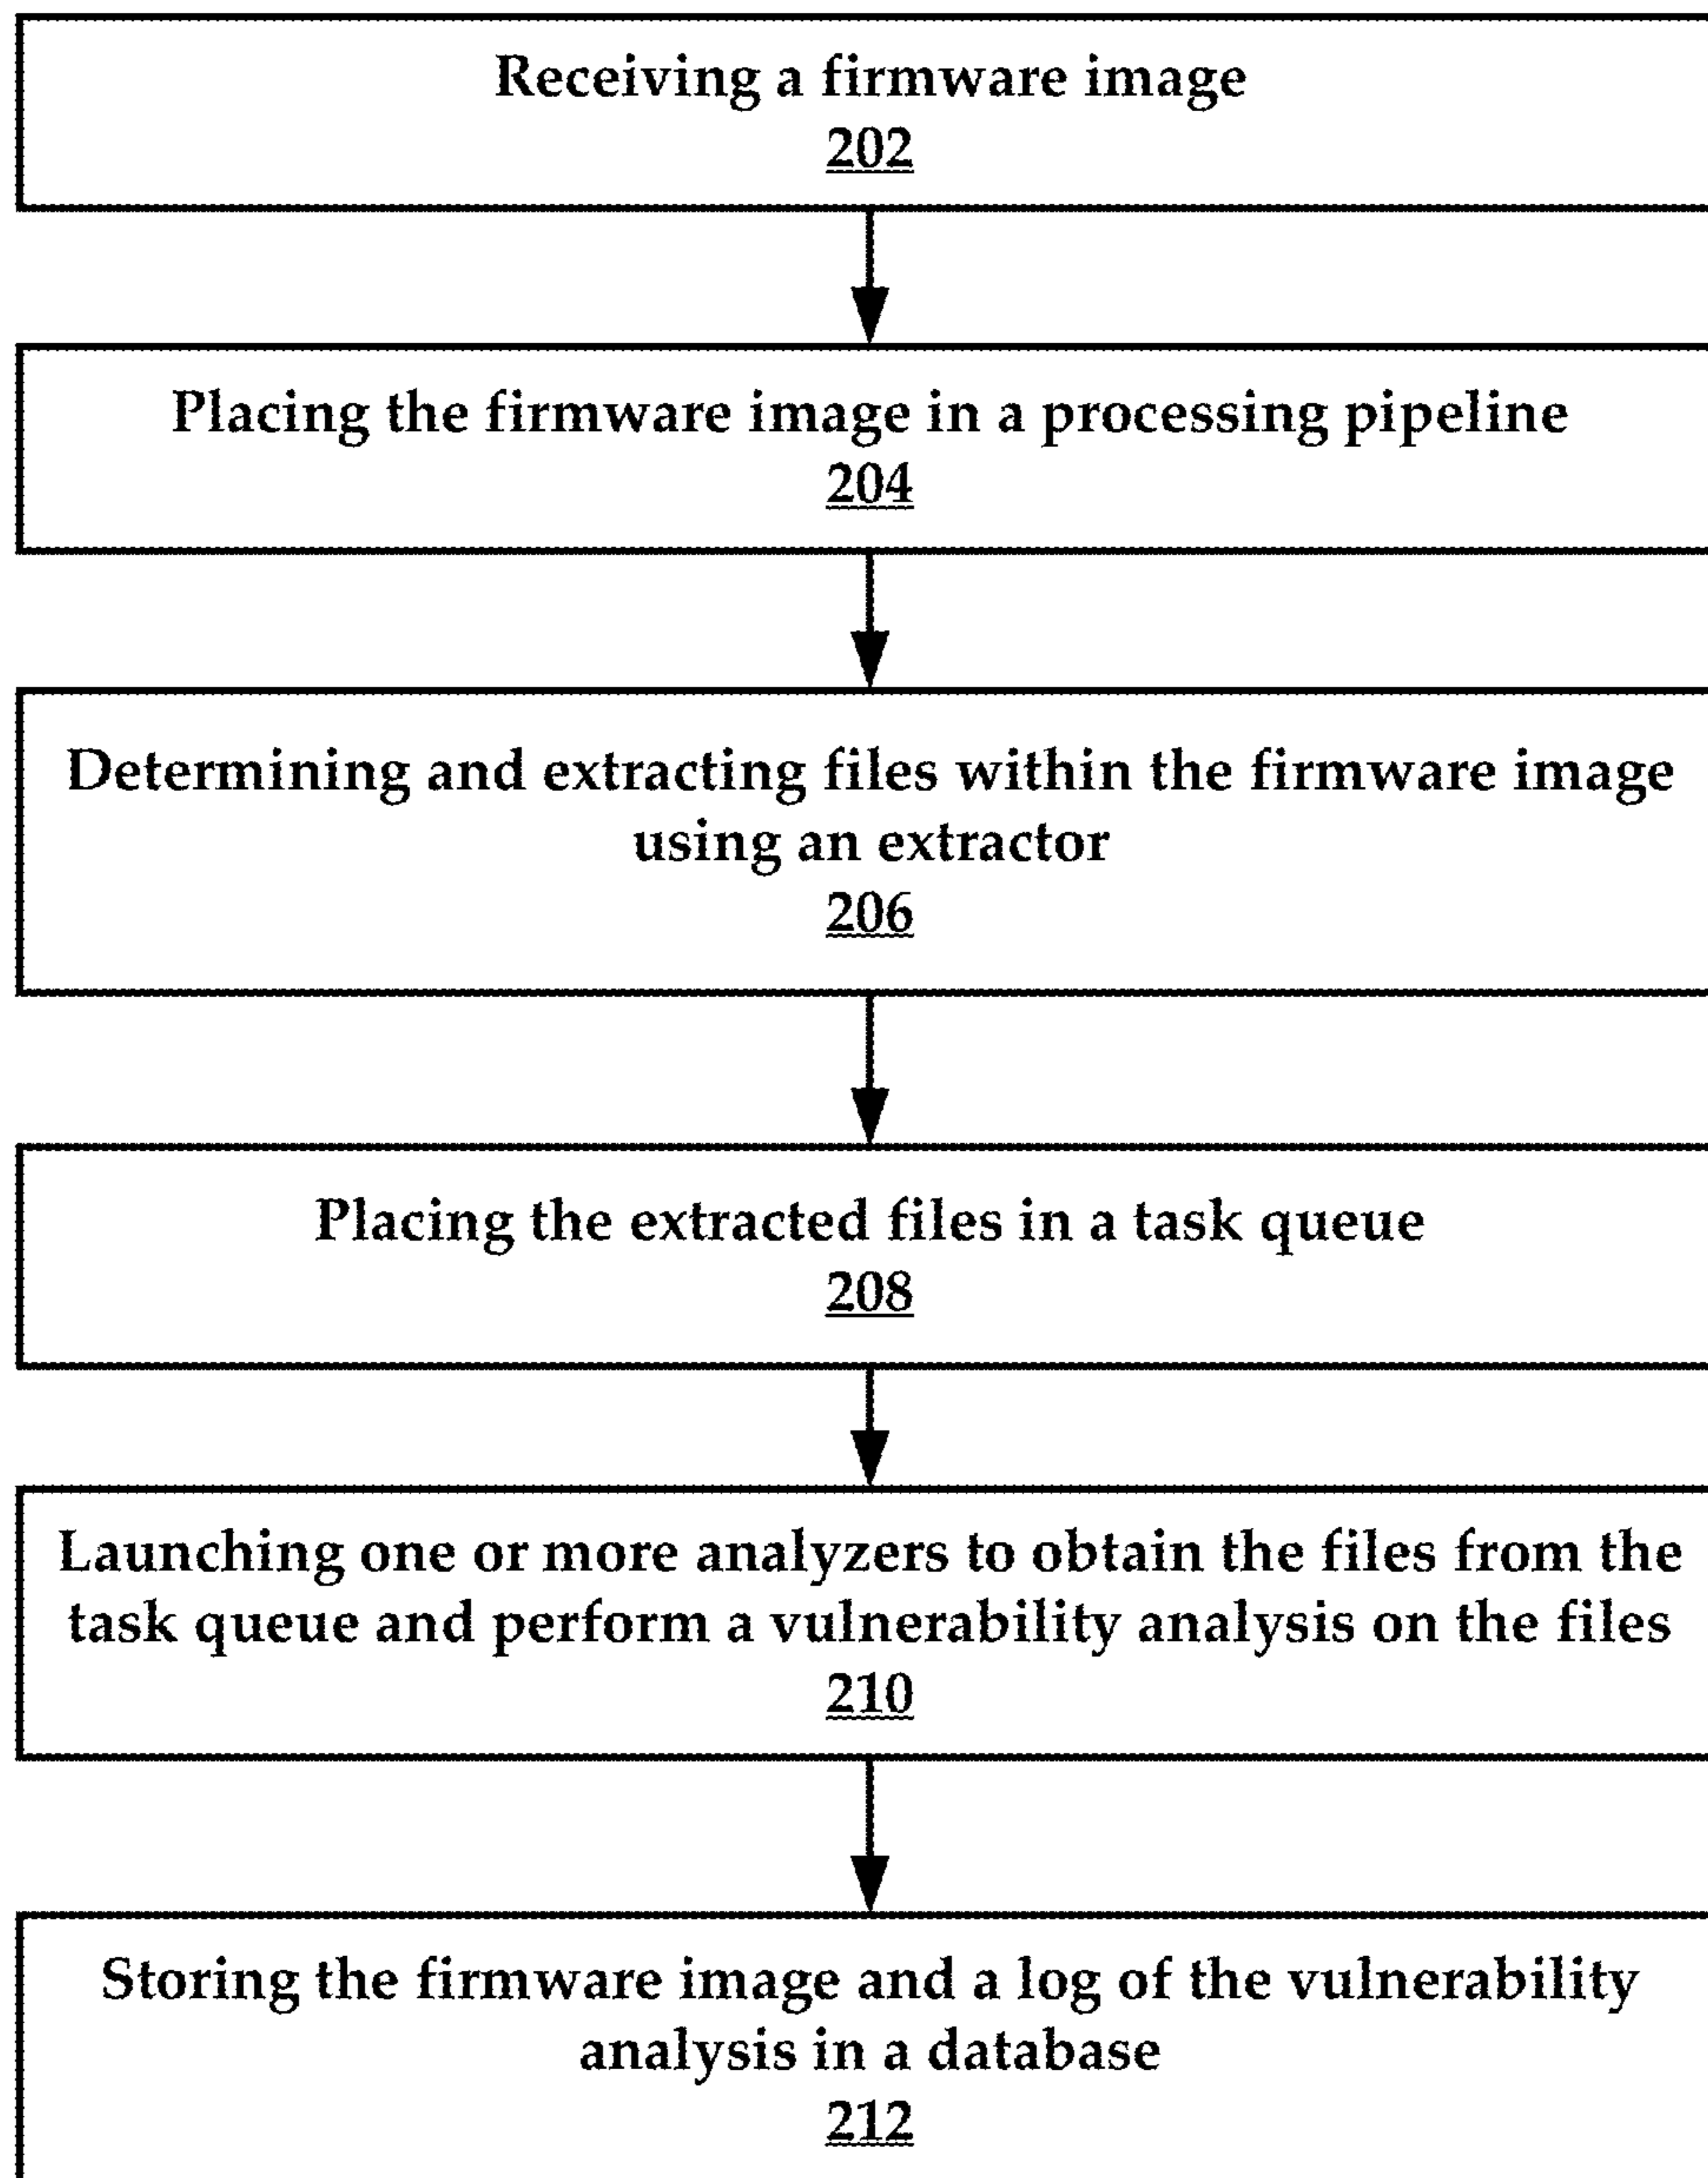 Receiving a firmware image
202
Placing the firmware image in a processing pipeline
204
Determining and extracting files within the firmware image
using an extractor
206
Placing the extracted files in a task queue
208
Launching one or more analyzers to obtain the files from the
task queue and perform a vulnerability analysis on the files
210
Storing the firmware image and a log of the vulnerability
analysis in a database
212